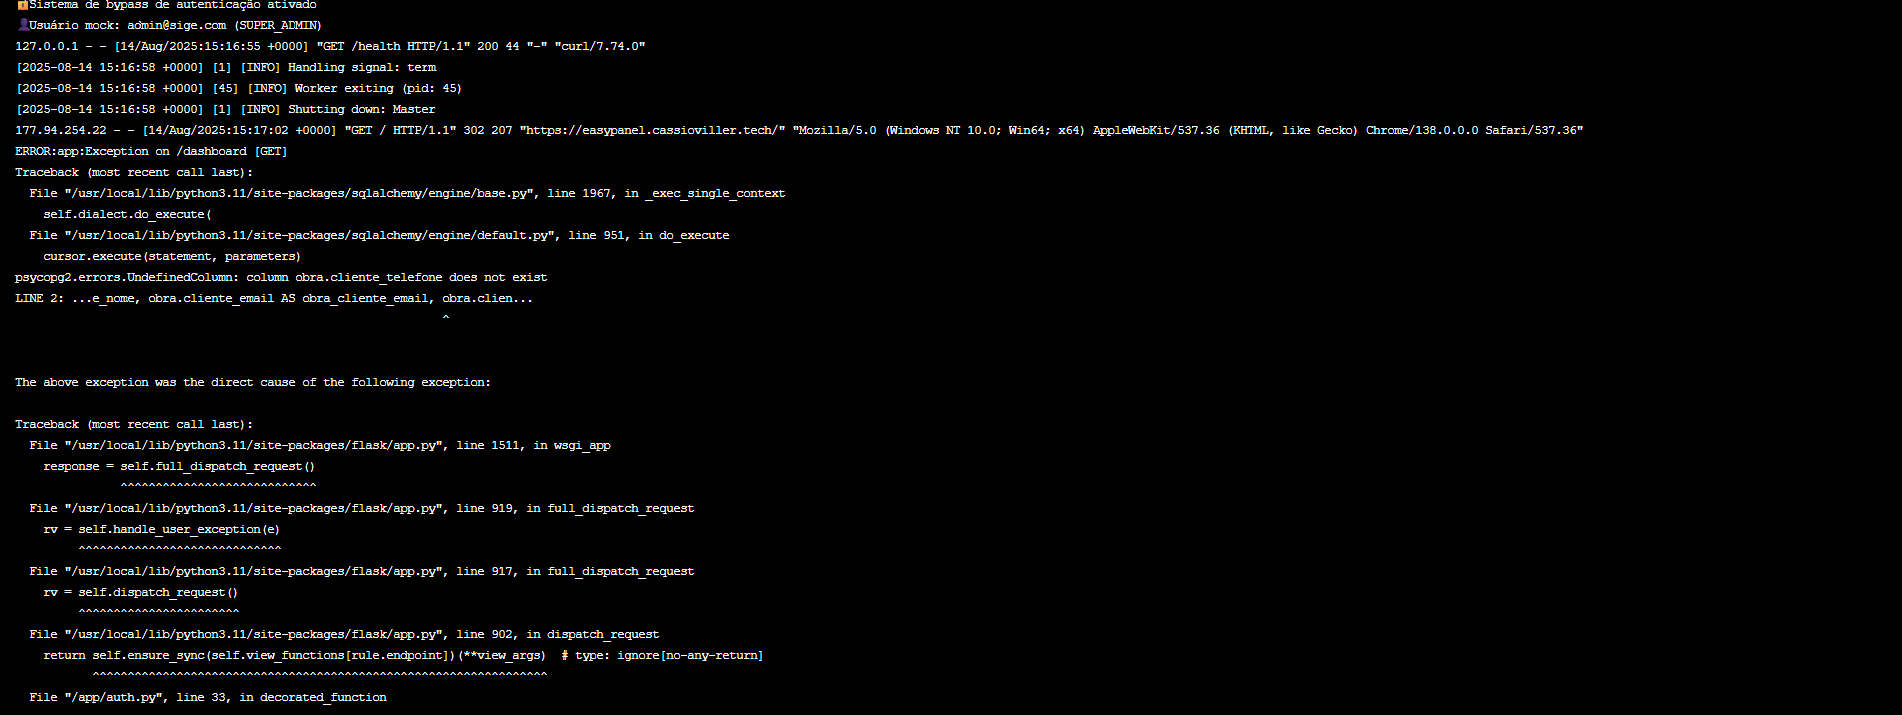 🔓Sistema de bypass de autenticação ativado
👤Usuário mock: admin@sige.com (SUPER_ADMIN)
127.0.0.1 - - [14/Aug/2025:15:16:55 +0000] "GET /health HTTP/1.1" 200 44 "-" "curl/7.74.0"
[2025-08-14 15:16:58 +0000] [1] [INFO] Handling signal: term
[2025-08-14 15:16:58 +0000] [45] [INFO] Worker exiting (pid: 45)
[2025-08-14 15:16:58 +0000] [1] [INFO] Shutting down: Master
177.94.254.22 - - [14/Aug/2025:15:17:02 +0000] "GET / HTTP/1.1" 302 207 "https://easypanel.cassioviller.tech/" "Mozilla/5.0 (Windows NT 10.0; Win64; x64) AppleWebKit/537.36 (KHTML, like Gecko) Chrome/138.0.0.0 Safari/537.36"
ERROR:app:Exception on /dashboard [GET]
Traceback (most recent call last):
  File "/usr/local/lib/python3.11/site-packages/sqlalchemy/engine/base.py", line 1967, in _exec_single_context
    self.dialect.do_execute(
  File "/usr/local/lib/python3.11/site-packages/sqlalchemy/engine/default.py", line 951, in do_execute
    cursor.execute(statement, parameters)
psycopg2.errors.UndefinedColumn: column obra.cliente_telefone does not exist
LINE 2: ...e_nome, obra.cliente_email AS obra_cliente_email, obra.clien...
                                                             ^
The above exception was the direct cause of the following exception:
Traceback (most recent call last):
  File "/usr/local/lib/python3.11/site-packages/flask/app.py", line 1511, in wsgi_app
    response = self.full_dispatch_request()
               ^^^^^^^^^^^^^^^^^^^^^^^^^^^^
  File "/usr/local/lib/python3.11/site-packages/flask/app.py", line 919, in full_dispatch_request
    rv = self.handle_user_exception(e)
         ^^^^^^^^^^^^^^^^^^^^^^^^^^^^^
  File "/usr/local/lib/python3.11/site-packages/flask/app.py", line 917, in full_dispatch_request
    rv = self.dispatch_request()
         ^^^^^^^^^^^^^^^^^^^^^^^
  File "/usr/local/lib/python3.11/site-packages/flask/app.py", line 902, in dispatch_request
    return self.ensure_sync(self.view_functions[rule.endpoint])(**view_args)  # type: ignore[no-any-return]
           ^^^^^^^^^^^^^^^^^^^^^^^^^^^^^^^^^^^^^^^^^^^^^^^^^^^^^^^^^^^^^^^^^
  File "/app/auth.py", line 33, in decorated_function